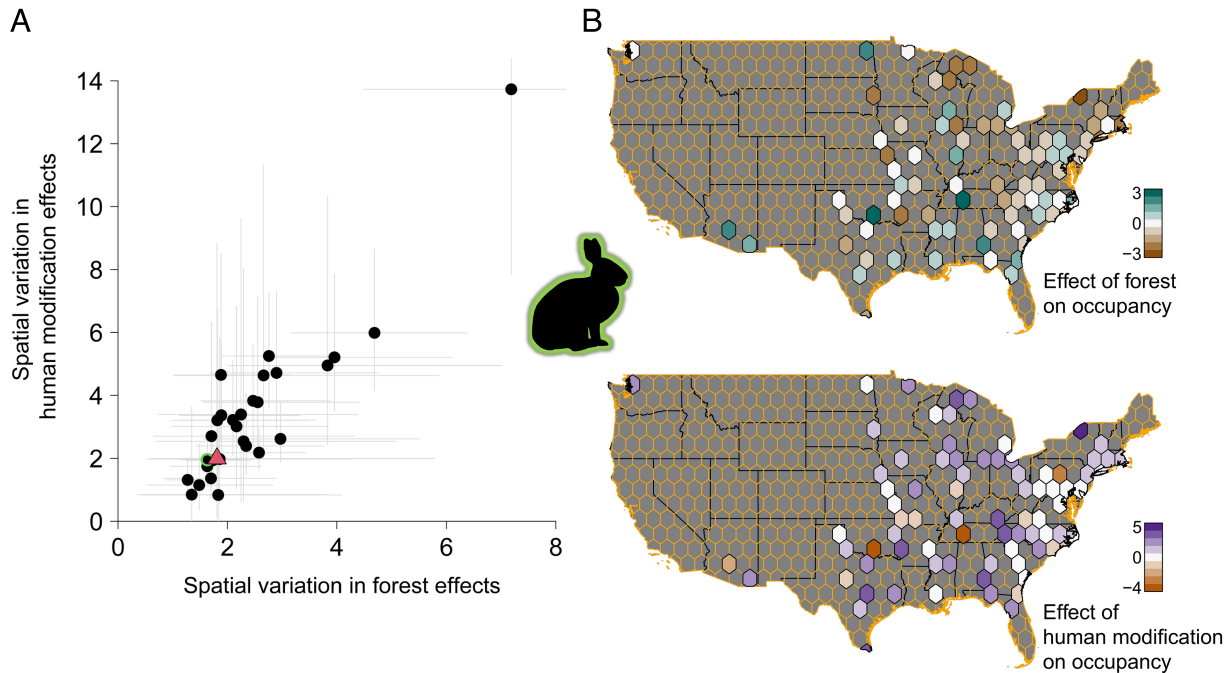 A
B
Spatial variation in
human modification effects
14
12
10
8
6
4
2
0
0
2
4
6
8
Spatial variation in forest effects
3
0
−3
Effect of forest
on occupancy
5
0
−4
Effect of
human modification
on occupancy